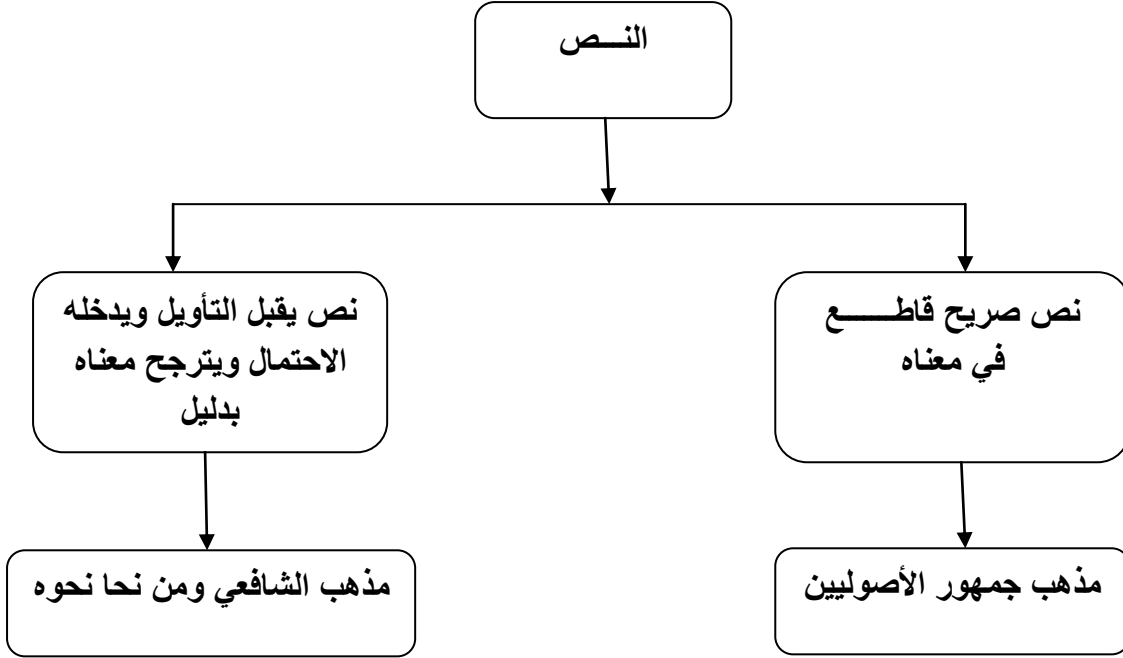 النــص
نص صريح قاطــــــع
في معناه
نص يقبل التأويل ويدخله
الاحتمال ويترجح معناه
بدليل
مذهب جمهور الأصوليين
مذهب الشافعي ومن نحا نحوه